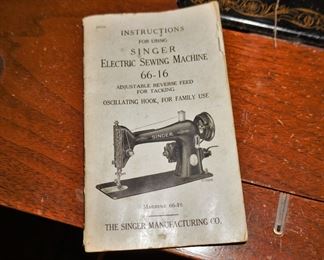 INSTRUCTIONS
FOR USING
SINGER
ELECTRIC SEWING MACHINE
66-16
ADJUSTABLE REVERSE FEED
FOR TACKING
OSCILLATING HOOK, FOR FAMILY USE
SINGER
MACHINE 66-16
THE SINGER MANUFACTURING CO.